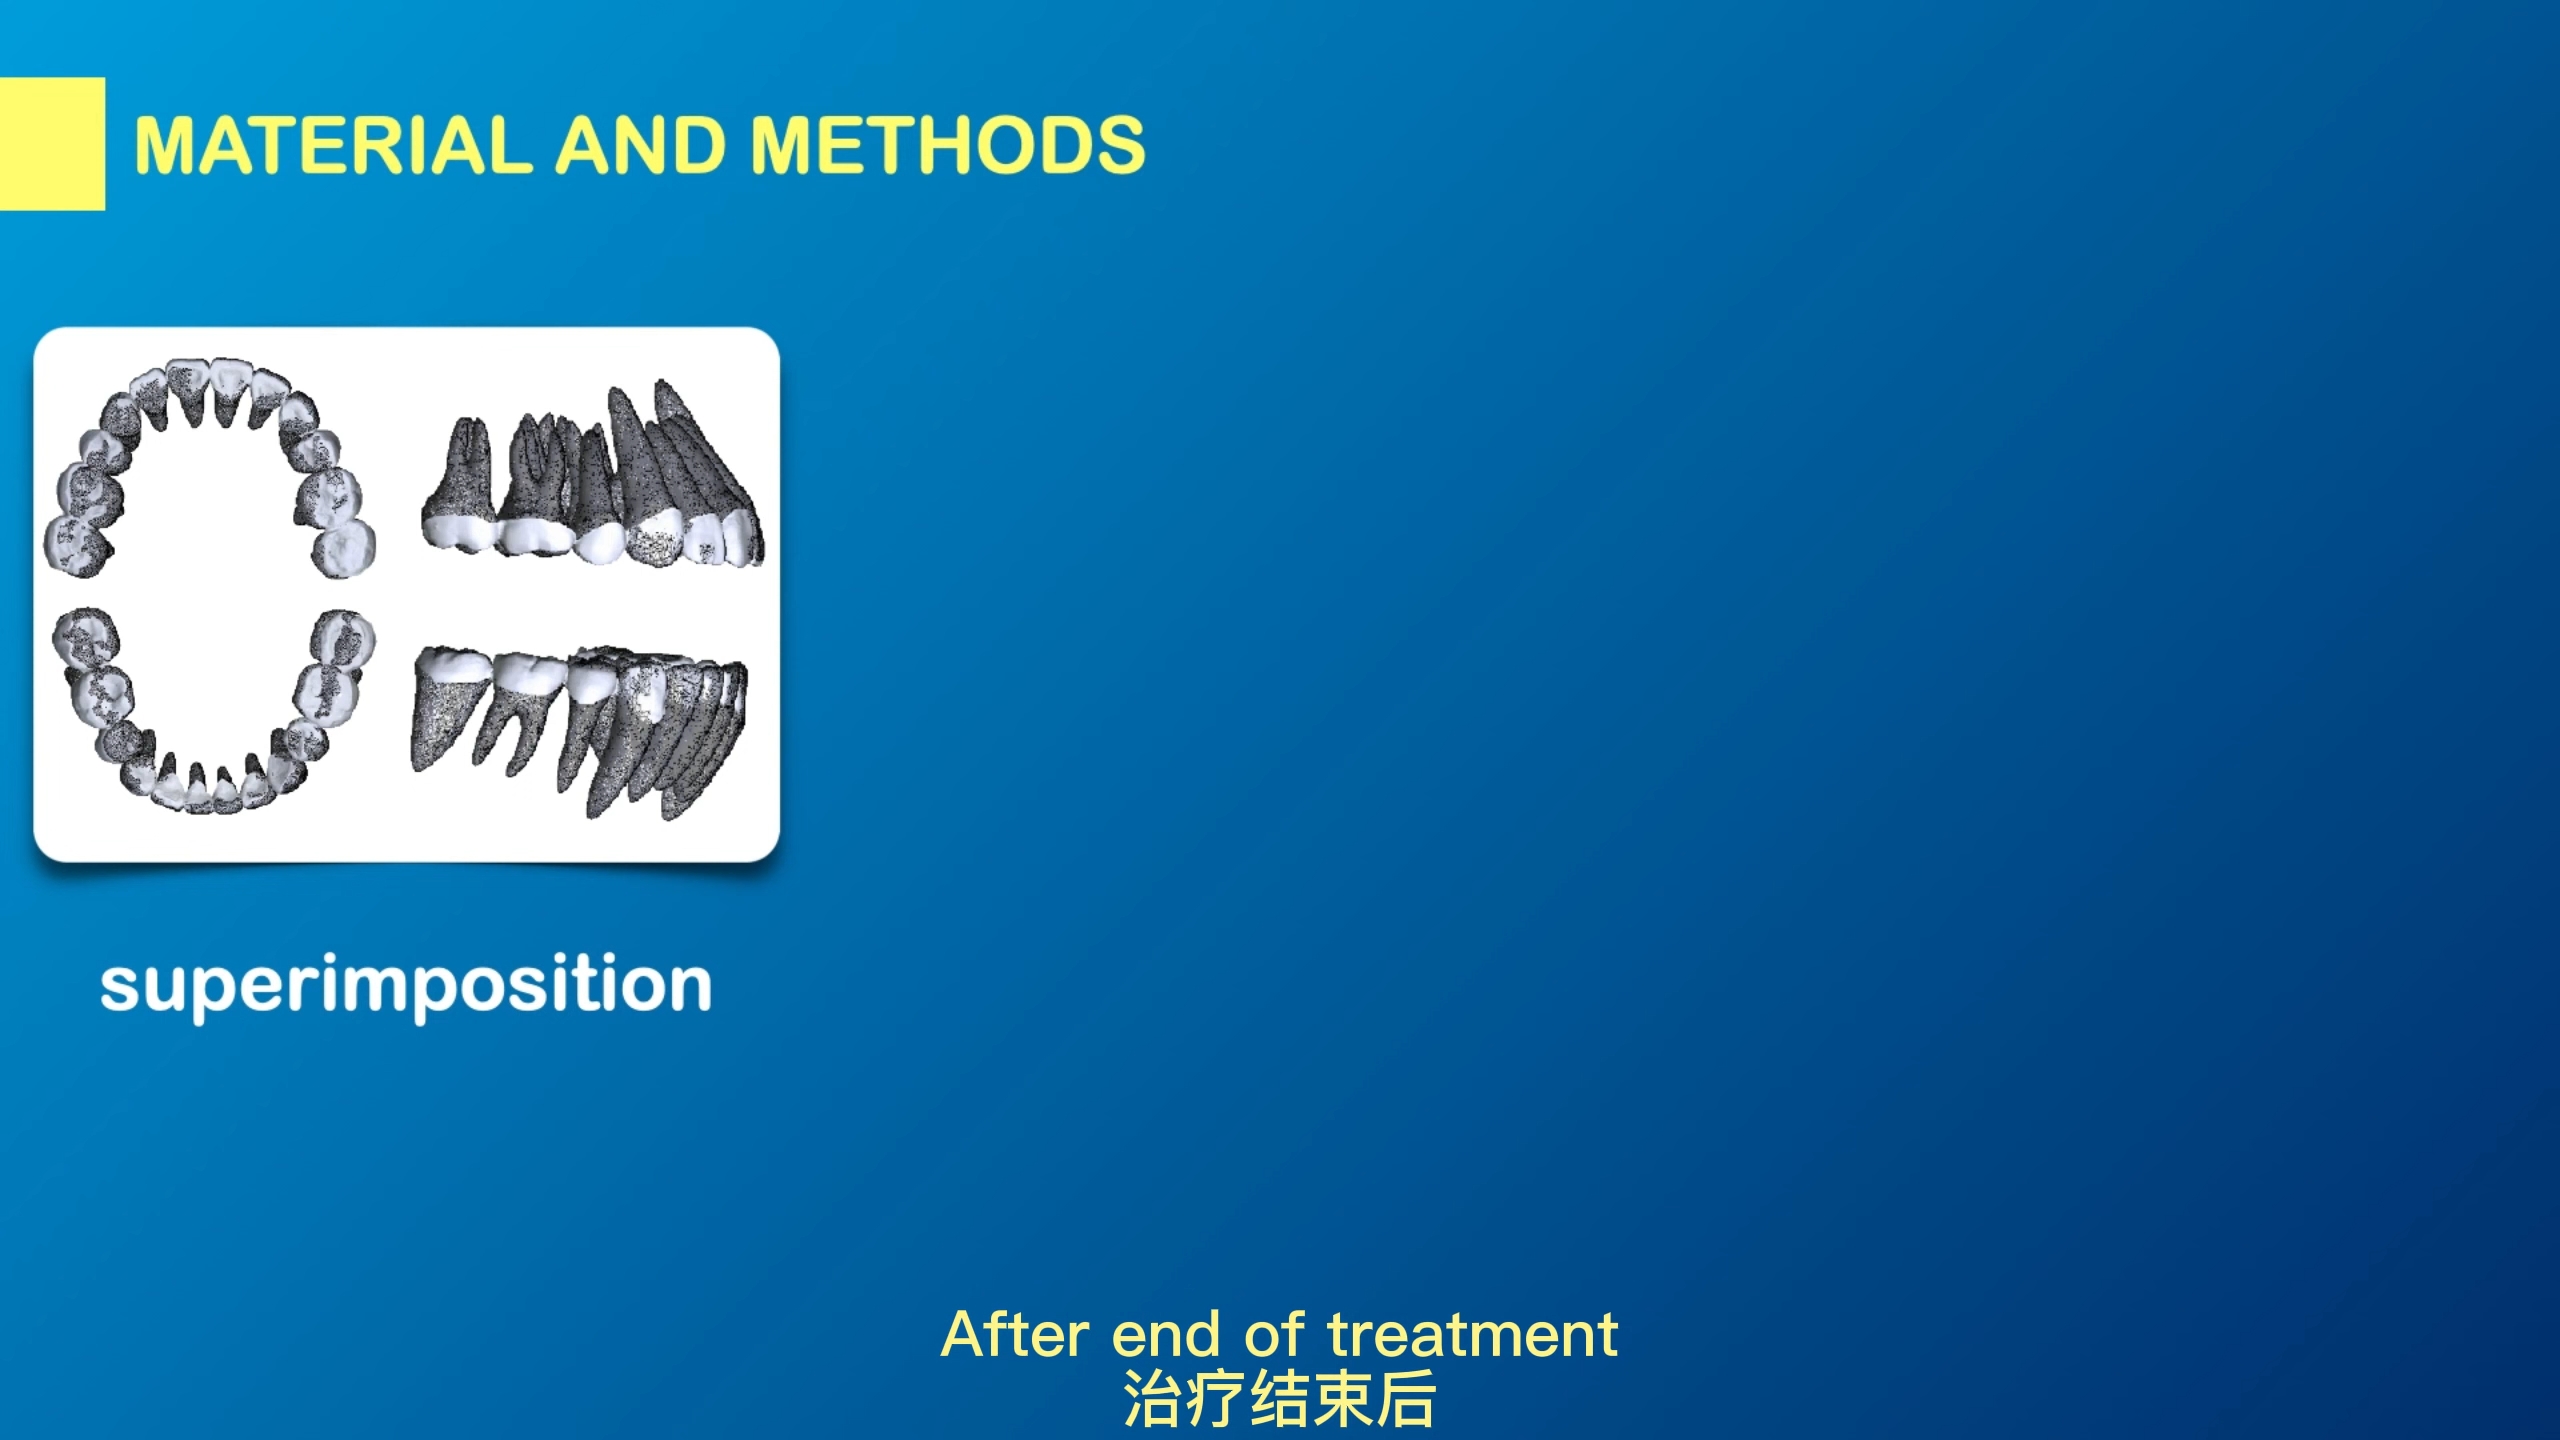 MATERIAL AND METHODS
superimposition
After end of treatment
治疗结束后